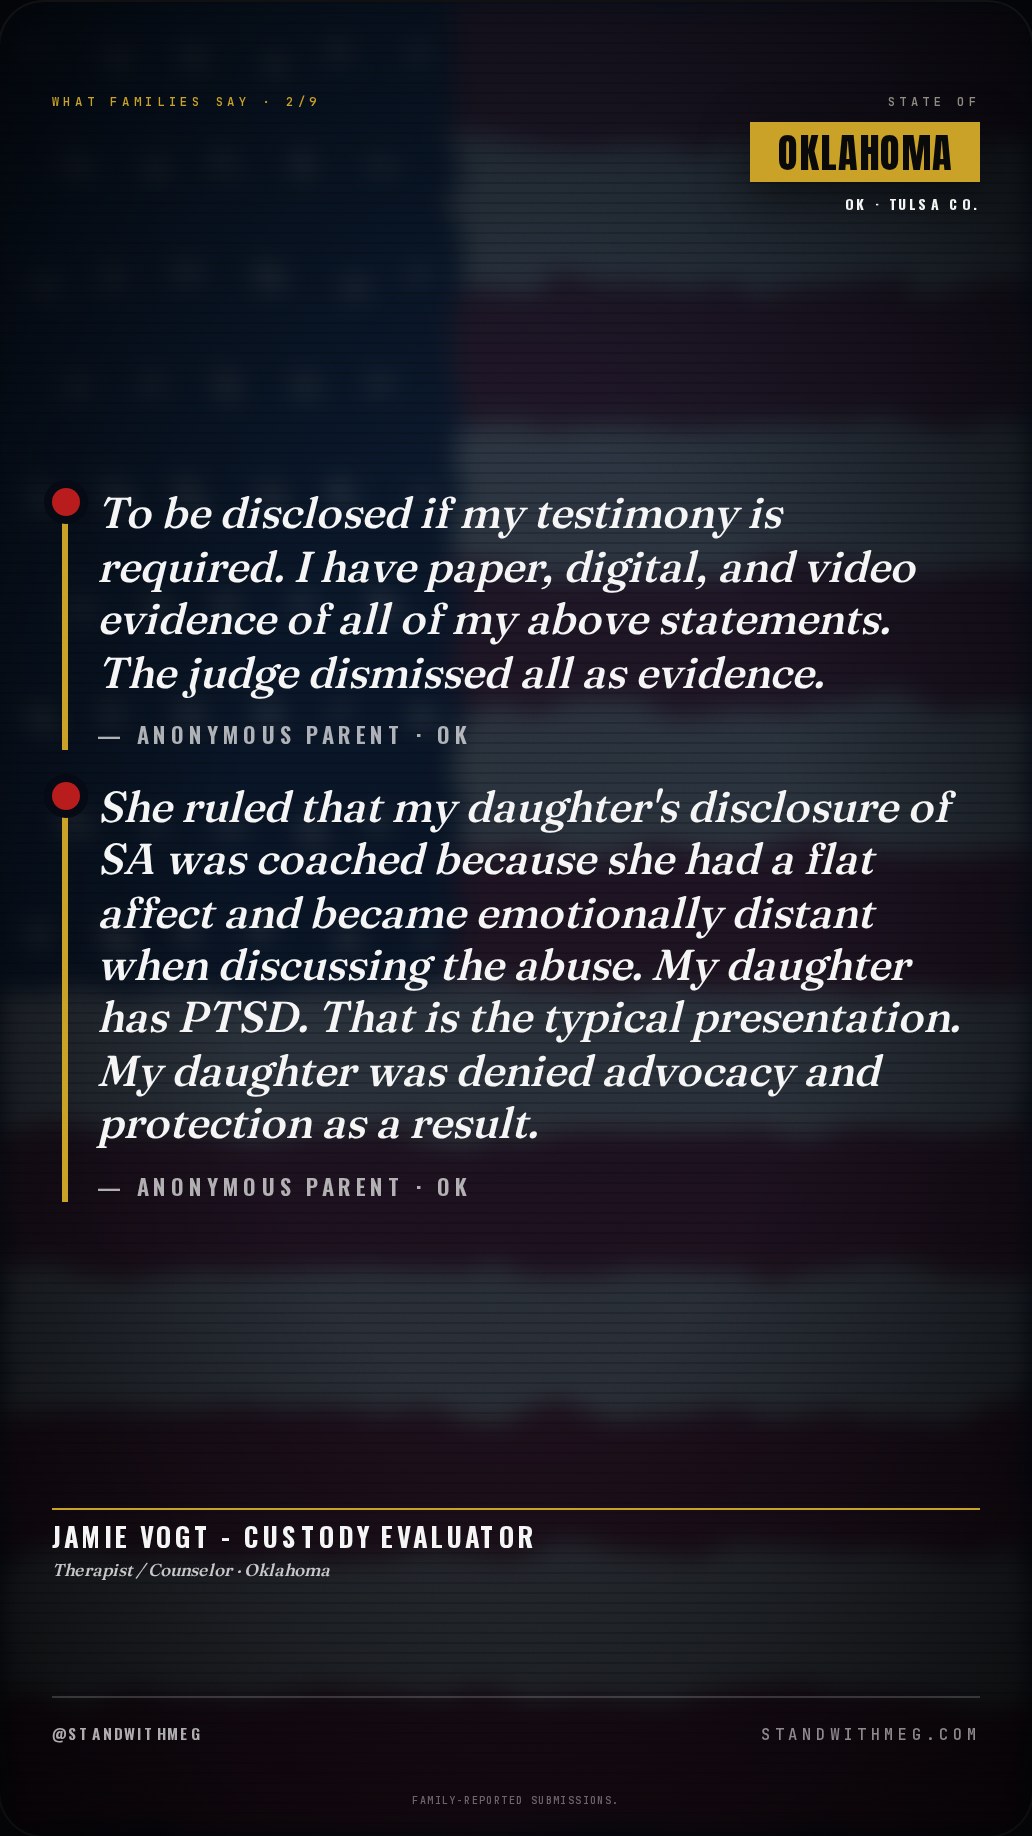 WHAT FAMILIES SAY · 2/9
STATE OF
OKLAHOMA
OK · TULSA CO.
To be disclosed if my testimony is
required. I have paper, digital, and video
evidence of all of my above statements.
The judge dismissed all as evidence.
— ANONYMOUS PARENT · OK
She ruled that my daughter's disclosure of
SA was coached because she had a flat
affect and became emotionally distant
when discussing the abuse. My daughter
has PTSD. That is the typical presentation.
My daughter was denied advocacy and
protection as a result.
— ANONYMOUS PARENT · OK
JAMIE VOGT - CUSTODY EVALUATOR
Therapist / Counselor · Oklahoma
@STANDWITHMEG
STANDWITHMEG.COM
FAMILY-REPORTED SUBMISSIONS.